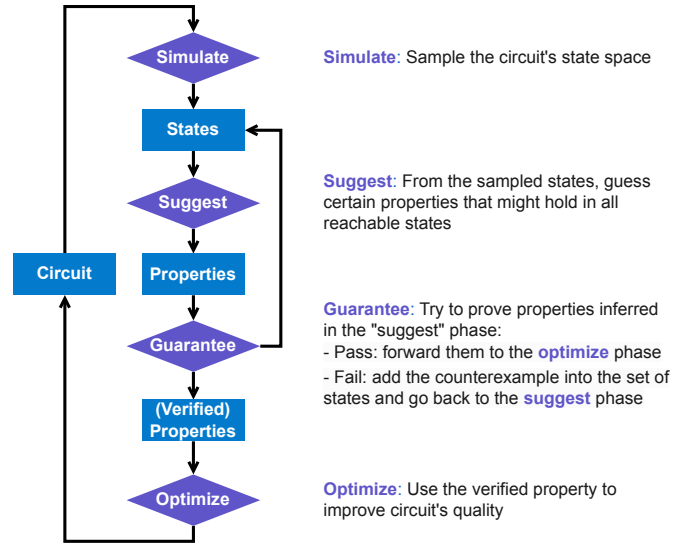 Simulate
Simulate: Sample the circuit's state space
States
Suggest
Suggest: From the sampled states, guess
certain properties that might hold in all
reachable states
Circuit
Properties
Guarantee
Guarantee: Try to prove properties inferred
in the "suggest" phase:
- Pass: forward them to the optimize phase
- Fail: add the counterexample into the set of
states and go back to the suggest phase
(Verified)
Properties
Optimize
Optimize: Use the verified property to
improve circuit's quality